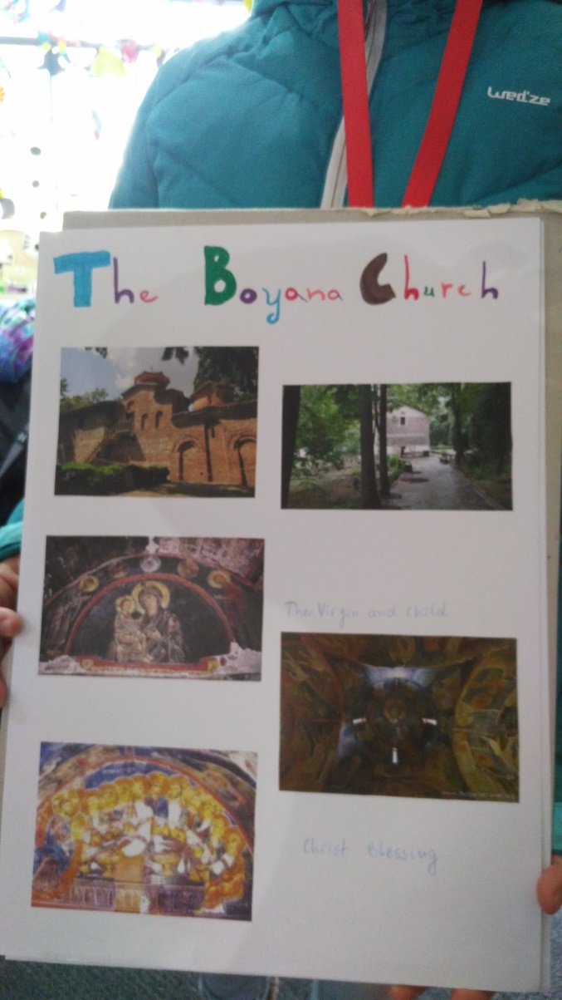 wed'ze
The Boyana Church
The Virgin and child
Christ Blessing